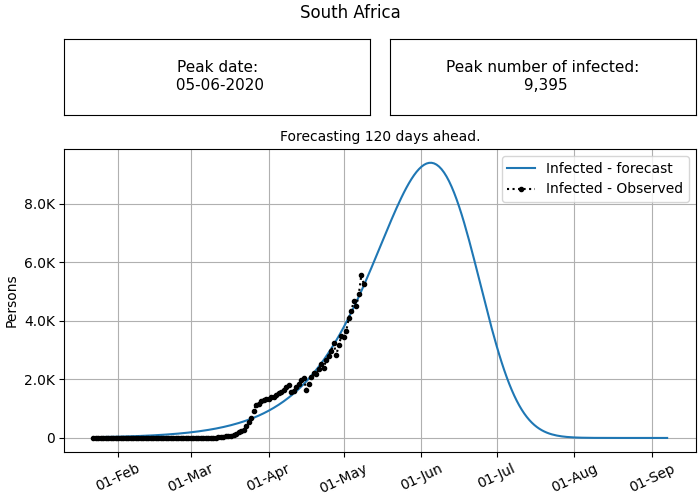 South Africa
Peak date:
05-06-2020
Peak number of infected:
9,395
Forecasting 120 days ahead.
Infected - forecast
Infected - Observed
Persons
8.0K
6.0K
4.0K
2.0K
0
01-Feb
01-Mar
01-Apr
01-May
01-Jun
01-Jul
01-Aug
01-Sep